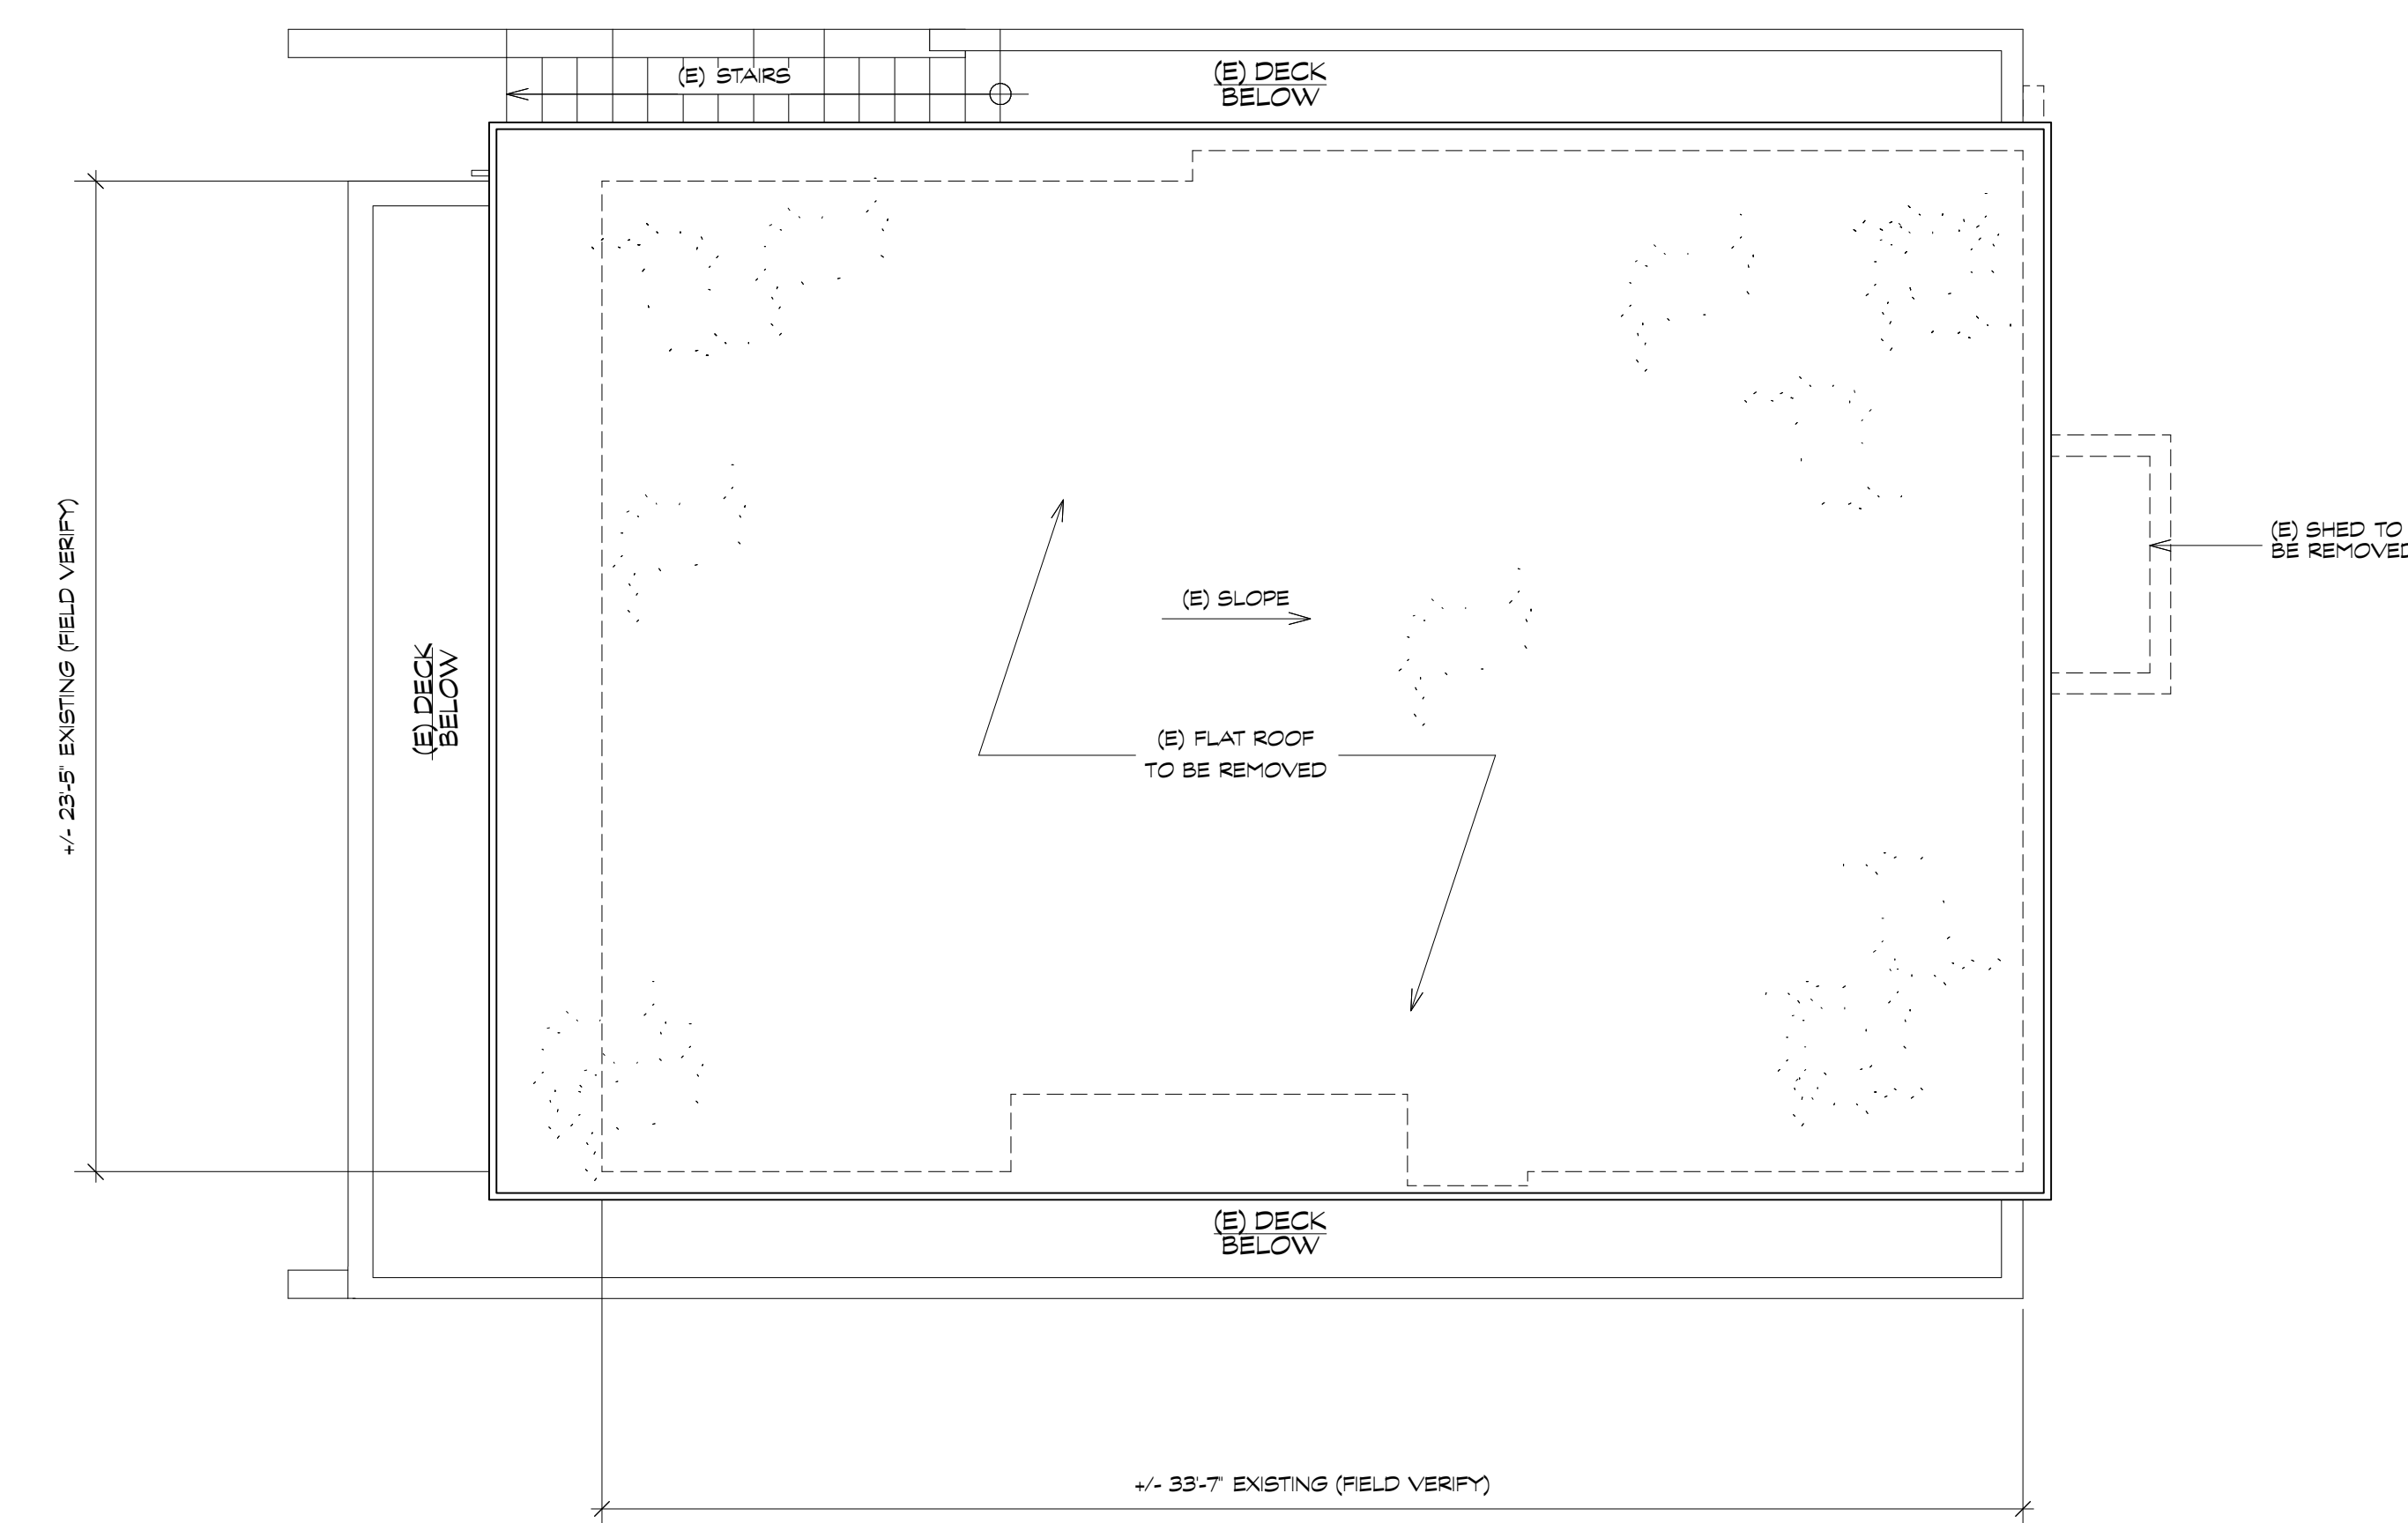 (E) STAIRS
(E) DECK
BELOW
+/- 23'-5" EXISTING (FIELD VERIFY)
(E) DECK
BELOW
(E) SHED TO
BE REMOVED
(E) SLOPE
(E) FLAT ROOF
TO BE REMOVED
(E) DECK
BELOW
+/- 33'-7" EXISTING (FIELD VERIFY)